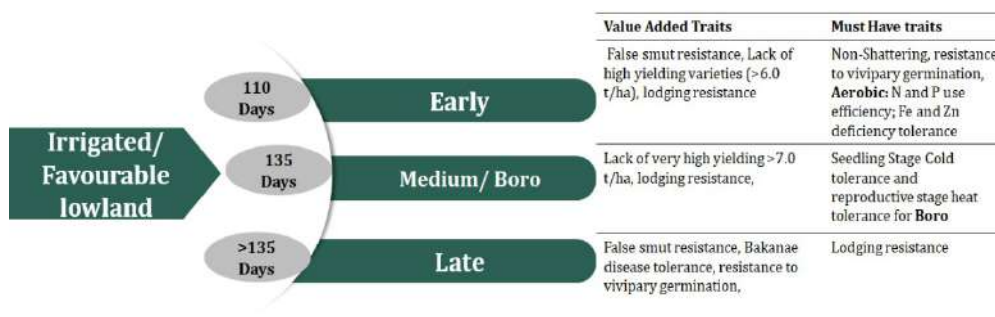 Value Added Traits
Must Have traits
Irrigated/
Favourable
lowland
110
Days
Early
False smut resistance, Lack of
high yielding varieties (>6.0
t/ha), lodging resistance
Non-Shattering, resistance
to vivipary germination,
Aerobic: N and P use
efficiency; Fe and Zn
deficiency tolerance
135
Days
Medium/ Boro
Lack of very high yielding >7.0
t/ha, lodging resistance,
Seedling Stage Cold
tolerance and
reproductive stage heat
tolerance for Boro
>135
Days
Late
False smut resistance, Bakanae
disease tolerance, resistance to
vivipary germination,
Lodging resistance